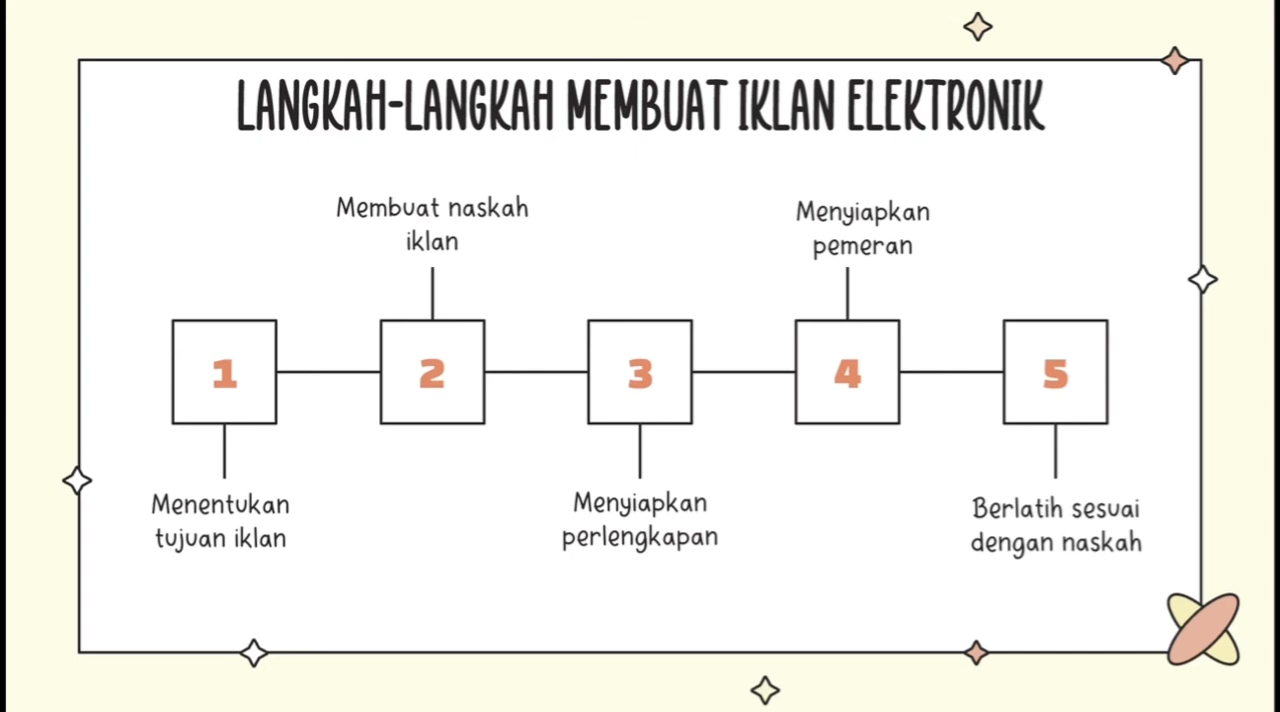 LANGKAH-LANGKAH MEMBUAT IKLAN ELEKTRONIK
Membuat naskah
iklan
Menyiapkan
pemeran
1
2
3
4
5
Menentukan
tujuan iklan
Menyiapkan
perlengkapan
Berlatih sesuai
dengan naskah